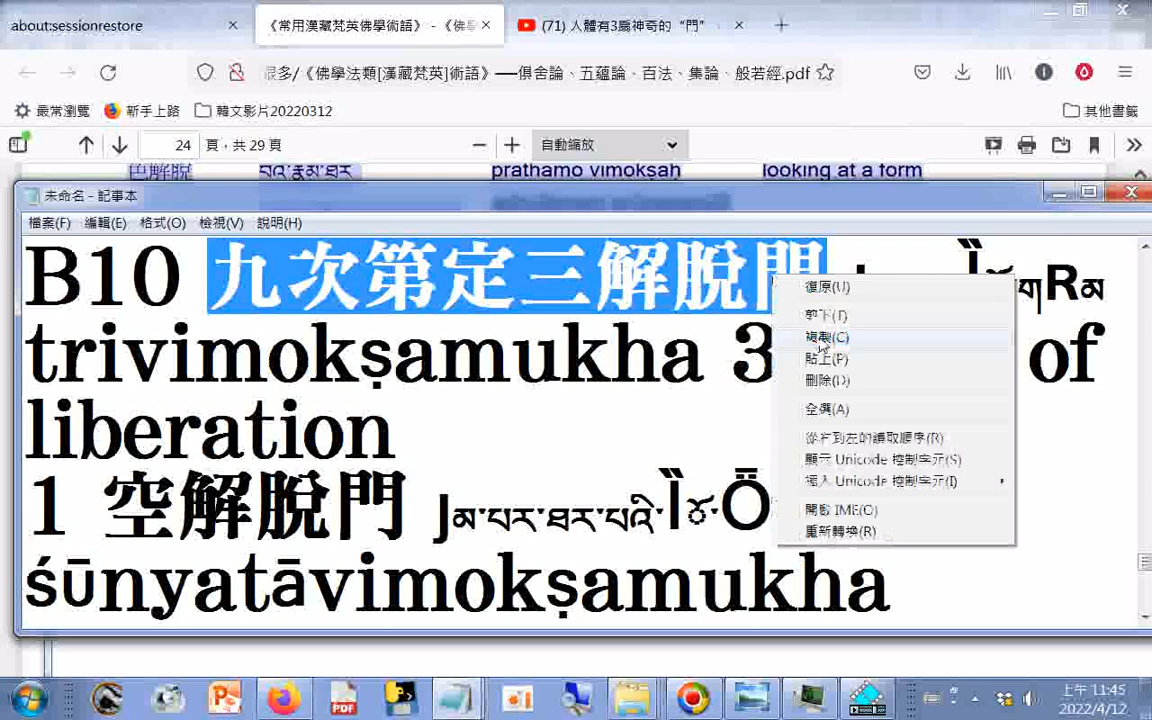 about:sessionrestore
《常用漢藏梵英佛學術語》 - 《佛學
(71) 人體有3扇神奇的“門”
很多/《佛學法類[漢藏梵英]術語》──俱舍論、五蘊論、百法、集論、般若經.pdf
最常瀏覽
新手上路
韓文影片20220312
其他書籤
24 頁，共 29 頁
自動縮放
色解脫
prathamo vimokṣaḥ
looking at a form
未命名 - 記事本
檔案(F) 編輯(E) 格式(O) 檢視(V) 說明(H)
B10 九次第定三解脫門
trivimokṣamukha 3 of
liberation
1 空解脫門
śūnyatāvimokṣamukha
復原(U)
剪下(T)
複製(C)
貼上(P)
刪除(D)
全選(A)
從右到左的讀取順序(R)
顯示 Unicode 控制字元(S)
插入 Unicode 控制字元(I)
開啟 IME(O)
重新轉換(R)
PDF
上午 11:45
2022/4/12